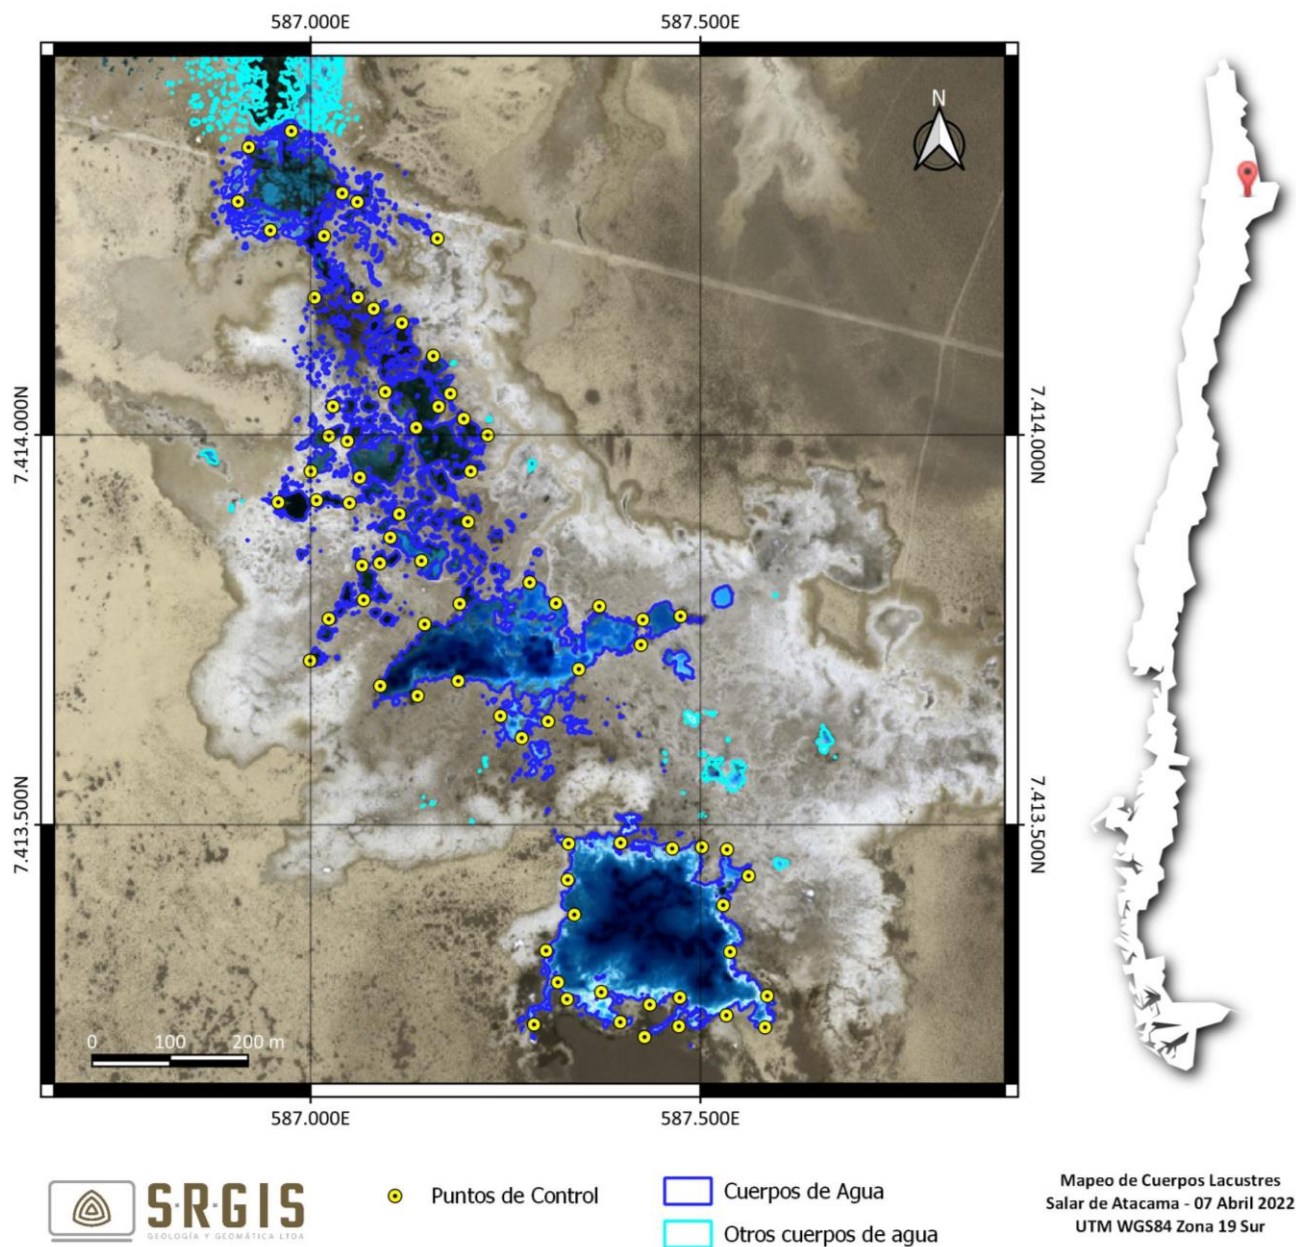 587.000E
587.500E
N
7.414.000N
7.414.000N
7.413.500N
7.413.500N
0 100 200 m
587.000E
587.500E
S·R·GIS
GEOLOGÍA Y GEOMÁTICA LTDA
Puntos de Control
Cuerpos de Agua
Otros cuerpos de agua
Mapeo de Cuerpos Lacustres
Salar de Atacama - 07 Abril 2022
UTM WGS84 Zona 19 Sur